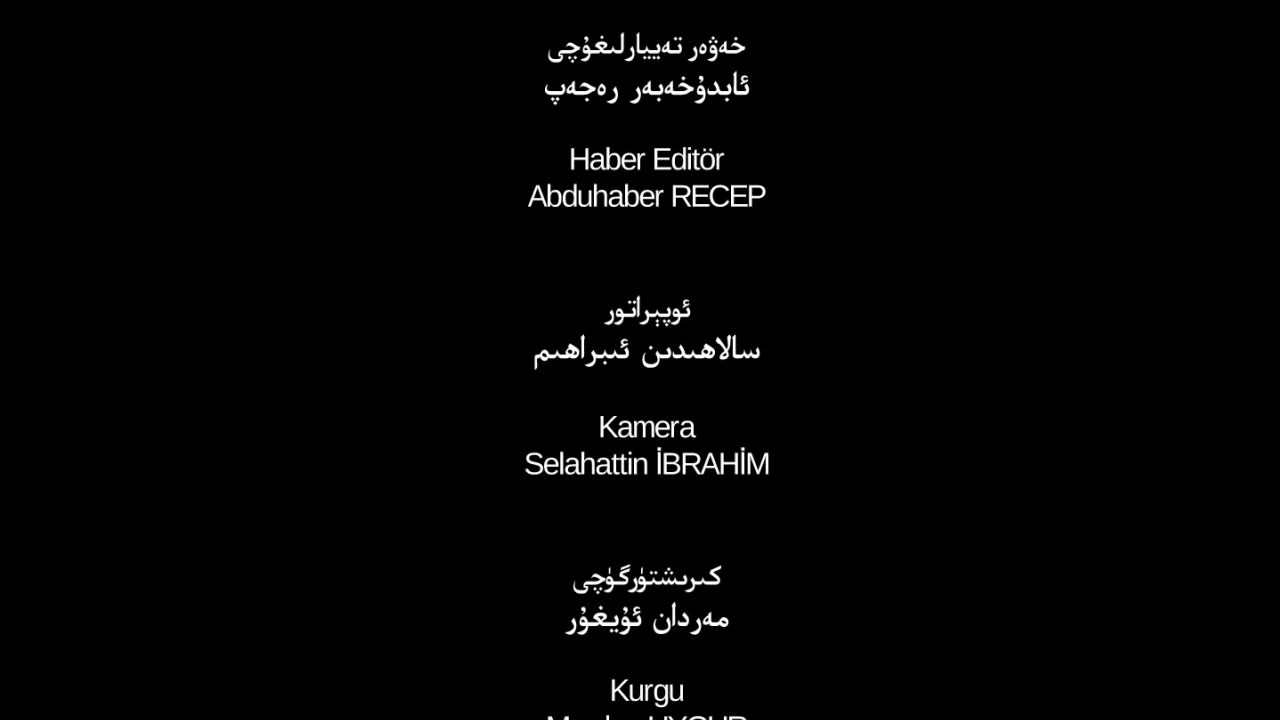 خەۋەر تەييارلىغۇچى
ئابدۇخەبەر رەجەپ
Haber Editör
Abduhaber RECEP
ئوپېراتور
سالاھىدىن ئىبراھىم
Kamera
Selahattin İBRAHİM
كىرىشتۈرگۈچى
مەردان ئۇيغۇر
Kurgu